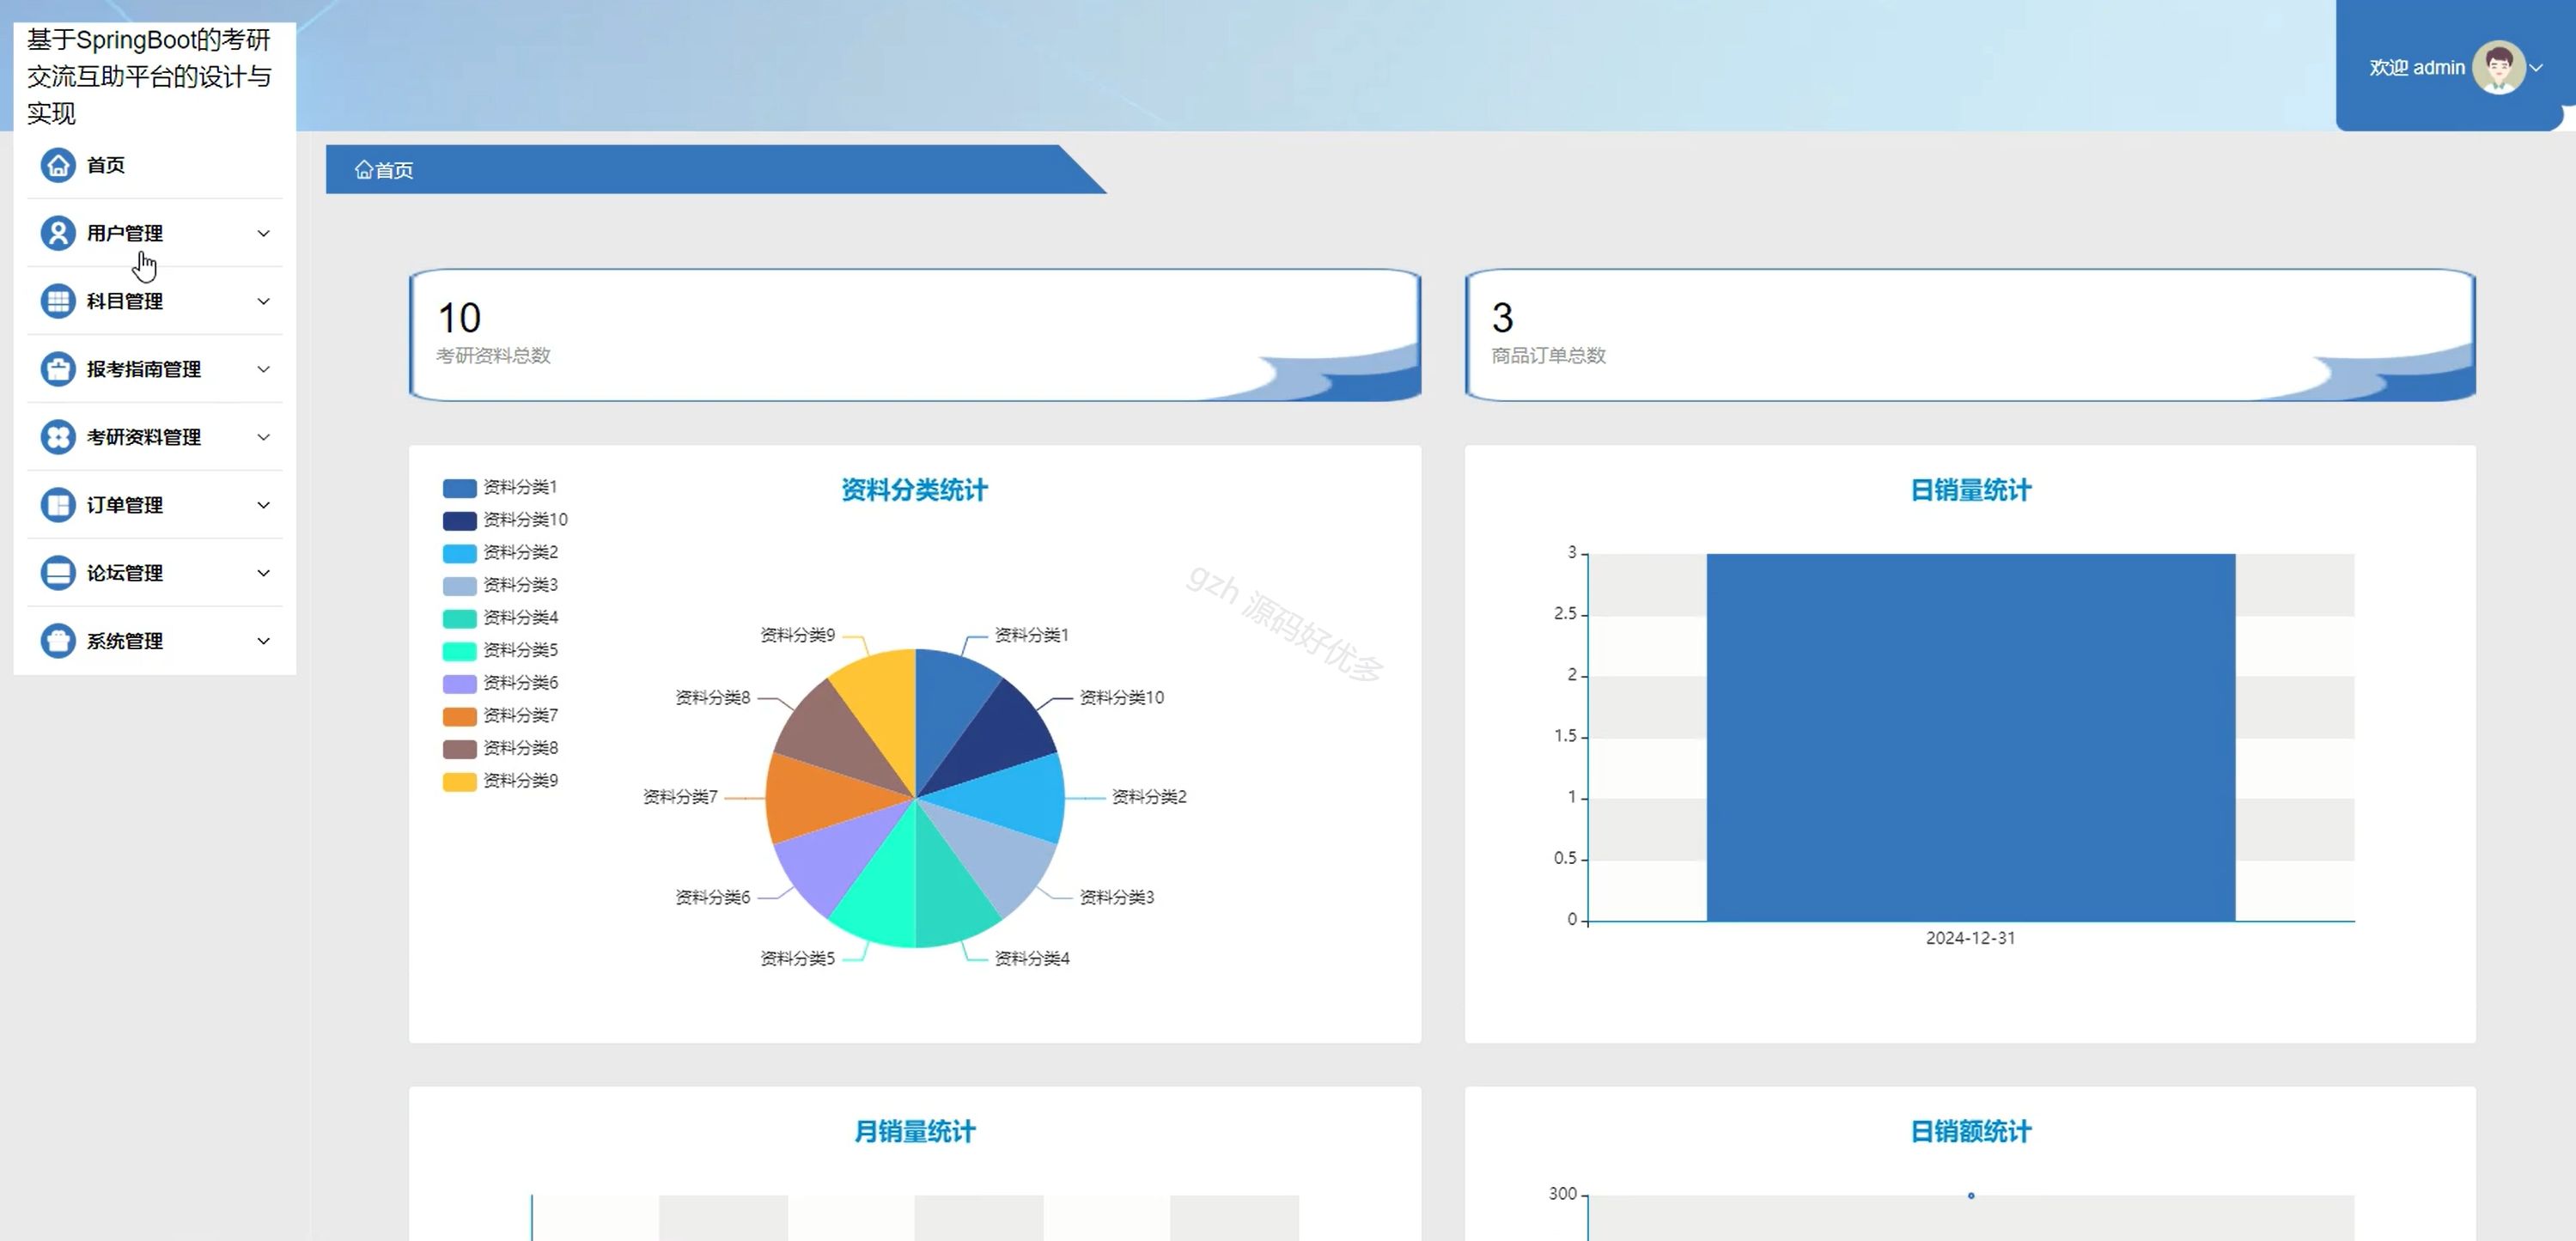 基于SpringBoot的考研
交流互助平台的设计与
实现
欢迎 admin
首页
用户管理
科目管理
报考指南管理
考研资料管理
订单管理
论坛管理
系统管理
首页
10
考研资料总数
3
商品订单总数
资料分类统计
资料分类1
资料分类10
资料分类2
资料分类3
资料分类4
资料分类5
资料分类6
资料分类7
资料分类8
资料分类9
资料分类9
资料分类1
资料分类8
资料分类10
资料分类7
资料分类2
资料分类6
资料分类3
资料分类5
资料分类4
gzh 源码好优多
日销量统计
3
2.5
2
1.5
1
0.5
0
2024-12-31
月销量统计
日销额统计
300